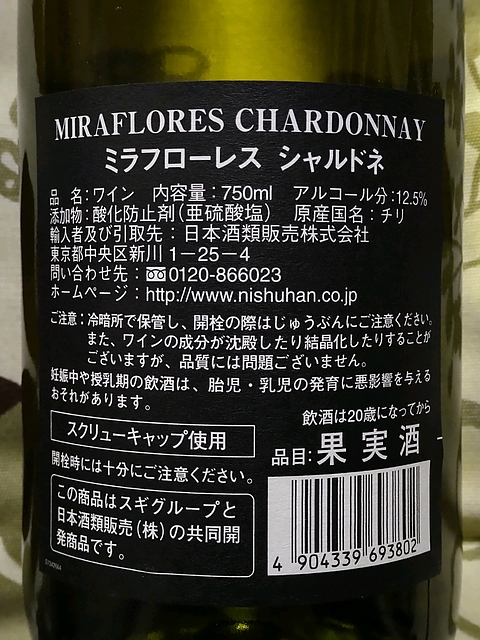 MIRAFLORES CHARDONNAY
ミラフローレス シャルドネ
品 名：ワイン 内容量：750ml アルコール分：12.5%
添加物：酸化防止剤（亜硫酸塩） 原産国名：チリ
輸入者及び引取先：日本酒類販売株式会社
東京都中央区新川1－25－4
問い合わせ先：0120-866023
ホームページ：http://www.nishuhan.co.jp
ご注意：冷暗所で保管し、開栓の際はじゅうぶんにご注意ください。
また、ワインの成分が沈殿したり結晶化したりすることが
ございますが、品質には問題ございません。
妊娠中や授乳期の飲酒は、胎児・乳児の発育に悪影響を与える
おそれがあります。
飲酒は20歳になってから
スクリューキャップ使用
品目：果実酒
開栓時には十分にご注意ください。
この商品はスギグループと
日本酒類販売（株）の共同開
発商品です。
4 904339 693802